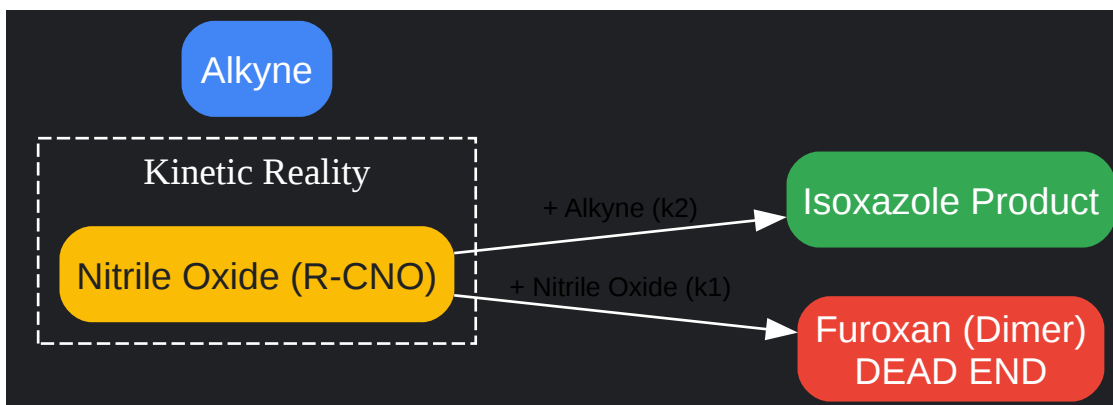 Alkyne
Kinetic Reality
Nitrile Oxide (R-CNO)
+ Alkyne (k2)
+ Nitrile Oxide (k1)
Isoxazole Product
Furoxan (Dimer)
DEAD END